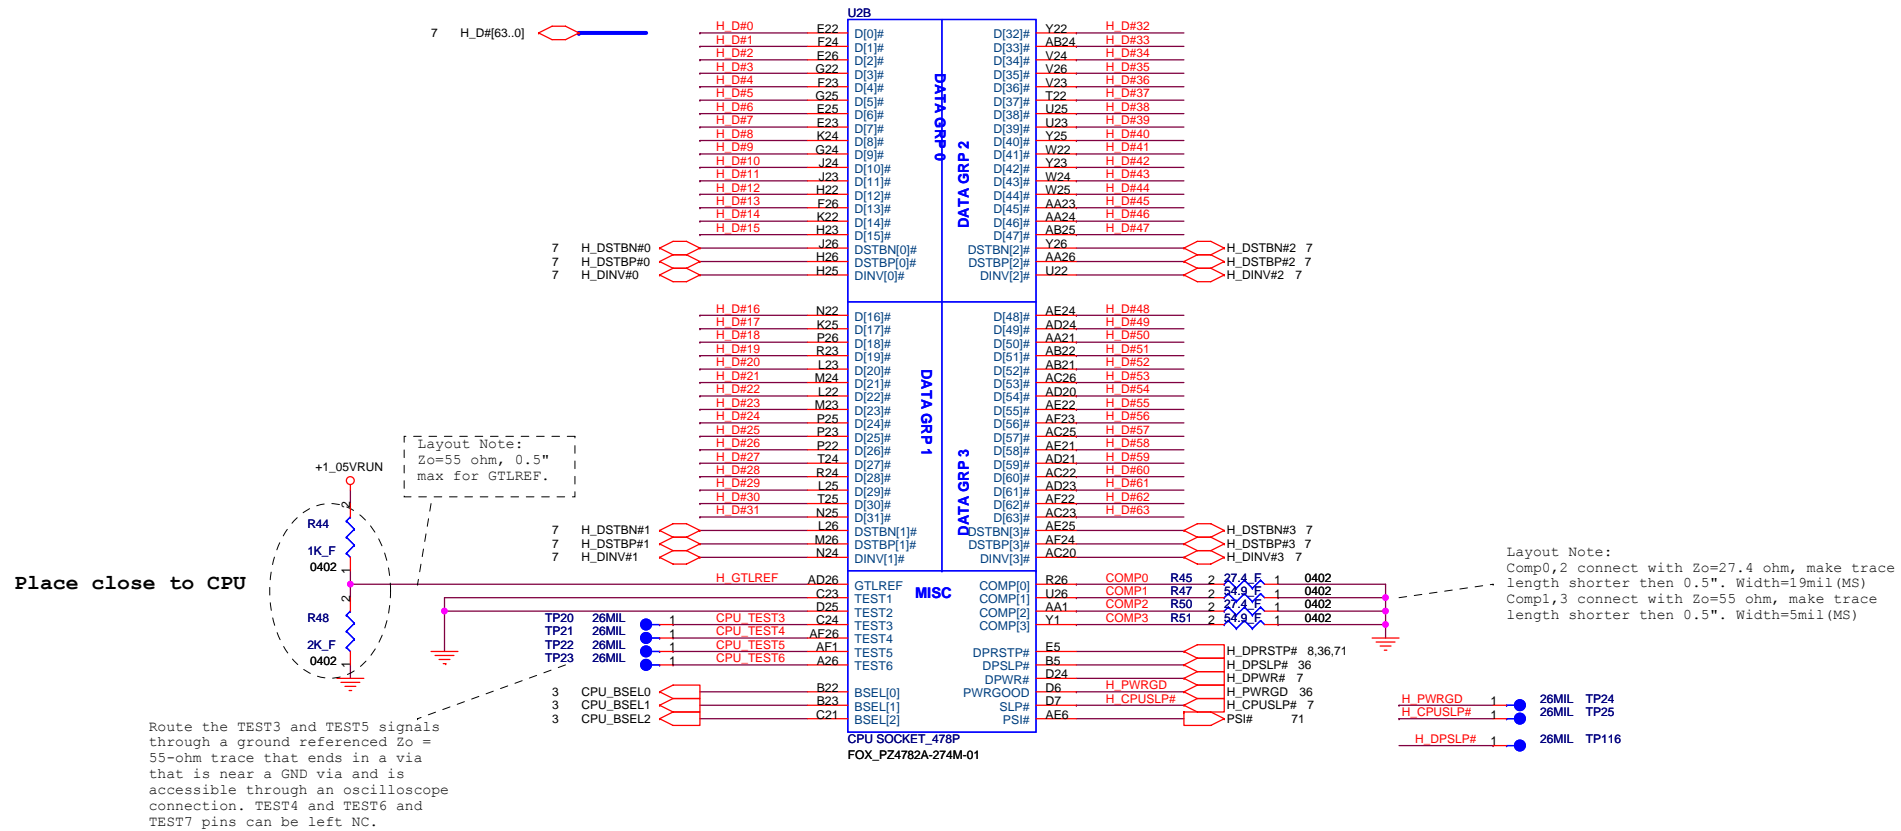 U2B
7 H_D#[63..0]
H_D#0 E22 D[0]# D[32]# Y22 H_D#32
H_D#1 F24 D[1]# D[33]# AB24 H_D#33
H_D#2 E26 D[2]# D[34]# V24 H_D#34
H_D#3 G22 D[3]# D[35]# V26 H_D#35
H_D#4 F23 D[4]# D[36]# V23 H_D#36
H_D#5 G25 D[5]# D[37]# T22 H_D#37
H_D#6 E25 D[6]# D[38]# U25 H_D#38
H_D#7 E23 D[7]# D[39]# U23 H_D#39
H_D#8 K24 D[8]# D[40]# Y25 H_D#40
H_D#9 G24 D[9]# D[41]# W22 H_D#41
H_D#10 J24 D[10]# D[42]# Y23 H_D#42
H_D#11 J23 D[11]# D[43]# W24 H_D#43
H_D#12 H22 D[12]# D[44]# W25 H_D#44
H_D#13 F26 D[13]# D[45]# AA23 H_D#45
H_D#14 K22 D[14]# D[46]# AA24 H_D#46
H_D#15 H23 D[15]# D[47]# AB25 H_D#47
7 H_DSTBN#0 J26 DSTBN[0]# DSTBN[2]# Y26 H_DSTBN#2 7
7 H_DSTBP#0 H26 DSTBP[0]# DSTBP[2]# AA26 H_DSTBP#2 7
7 H_DINV#0 H25 DINV[0]# DINV[2]# U22 H_DINV#2 7
DATA GRP 0
DATA GRP 2
H_D#16 N22 D[16]# D[48]# AE24 H_D#48
H_D#17 K25 D[17]# D[49]# AD24 H_D#49
H_D#18 P26 D[18]# D[50]# AA21 H_D#50
H_D#19 R23 D[19]# D[51]# AB22 H_D#51
H_D#20 L23 D[20]# D[52]# AB21 H_D#52
H_D#21 M24 D[21]# D[53]# AC26 H_D#53
H_D#22 L22 D[22]# D[54]# AD20 H_D#54
H_D#23 M23 D[23]# D[55]# AE22 H_D#55
H_D#24 P25 D[24]# D[56]# AF23 H_D#56
H_D#25 P23 D[25]# D[57]# AC25 H_D#57
H_D#26 P22 D[26]# D[58]# AE21 H_D#58
H_D#27 T24 D[27]# D[59]# AD21 H_D#59
H_D#28 R24 D[28]# D[60]# AC22 H_D#60
H_D#29 L25 D[29]# D[61]# AD23 H_D#61
H_D#30 T25 D[30]# D[62]# AF22 H_D#62
H_D#31 N25 D[31]# D[63]# AC23 H_D#63
7 H_DSTBN#1 L26 DSTBN[1]# DSTBN[3]# AE25 H_DSTBN#3 7
7 H_DSTBP#1 M26 DSTBP[1]# DSTBP[3]# AF24 H_DSTBP#3 7
7 H_DINV#1 N24 DINV[1]# DINV[3]# AC20 H_DINV#3 7
DATA GRP 1
DATA GRP 3
Layout Note:
Zo=55 ohm, 0.5"
max for GTLREF.
+1_05VRUN
2
R44
1K_F
0402
1
Place close to CPU
2
R48
2K_F
0402
1
MISC
H_GTLREF AD26 GTLREF COMP[0] R26 COMP0 R45 2 27.4_F 1 0402
C23 TEST1 COMP[1] U26 COMP1 R47 2 54.9_F 1 0402
D25 TEST2 COMP[2] AA1 COMP2 R50 2 27.4_F 1 0402
TP20 26MIL 1 CPU_TEST3 C24 TEST3 COMP[3] Y1 COMP3 R51 2 54.9_F 1 0402
TP21 26MIL 1 CPU_TEST4 AF26 TEST4
TP22 26MIL 1 CPU_TEST5 AF1 TEST5 DPRSTP# E5 H_DPRSTP# 8,36,71
TP23 26MIL 1 CPU_TEST6 A26 TEST6 DPSLP# B5 H_DPSLP# 36
DPWR# D24 H_DPWR# 7
3 CPU_BSEL0 B22 BSEL[0] PWRGOOD D6 H_PWRGD H_PWRGD 36
3 CPU_BSEL1 B23 BSEL[1] SLP# D7 H_CPUSLP# H_CPUSLP# 7
3 CPU_BSEL2 C21 BSEL[2] PSI# AE6 PSI# 71
CPU SOCKET_478P
FOX_PZ4782A-274M-01
Layout Note:
Comp0,2 connect with Zo=27.4 ohm, make trace
length shorter then 0.5". Width=19mil(MS)
Comp1,3 connect with Zo=55 ohm, make trace
length shorter then 0.5". Width=5mil(MS)
H_PWRGD 1 26MIL TP24
H_CPUSLP# 1 26MIL TP25
H_DPSLP# 1 26MIL TP116
Route the TEST3 and TEST5 signals
through a ground referenced Zo =
55-ohm trace that ends in a via
that is near a GND via and is
accessible through an oscilloscope
connection. TEST4 and TEST6 and
TEST7 pins can be left NC.